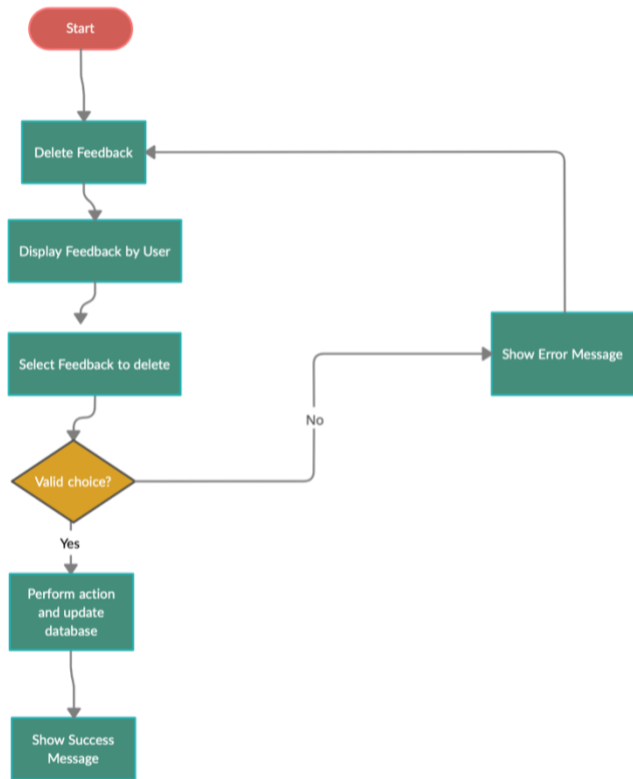 Start
Delete Feedback
Display Feedback by User
Select Feedback to delete
Show Error Message
No
Valid choice?
Yes
Perform action
and update
database
Show Success
Message